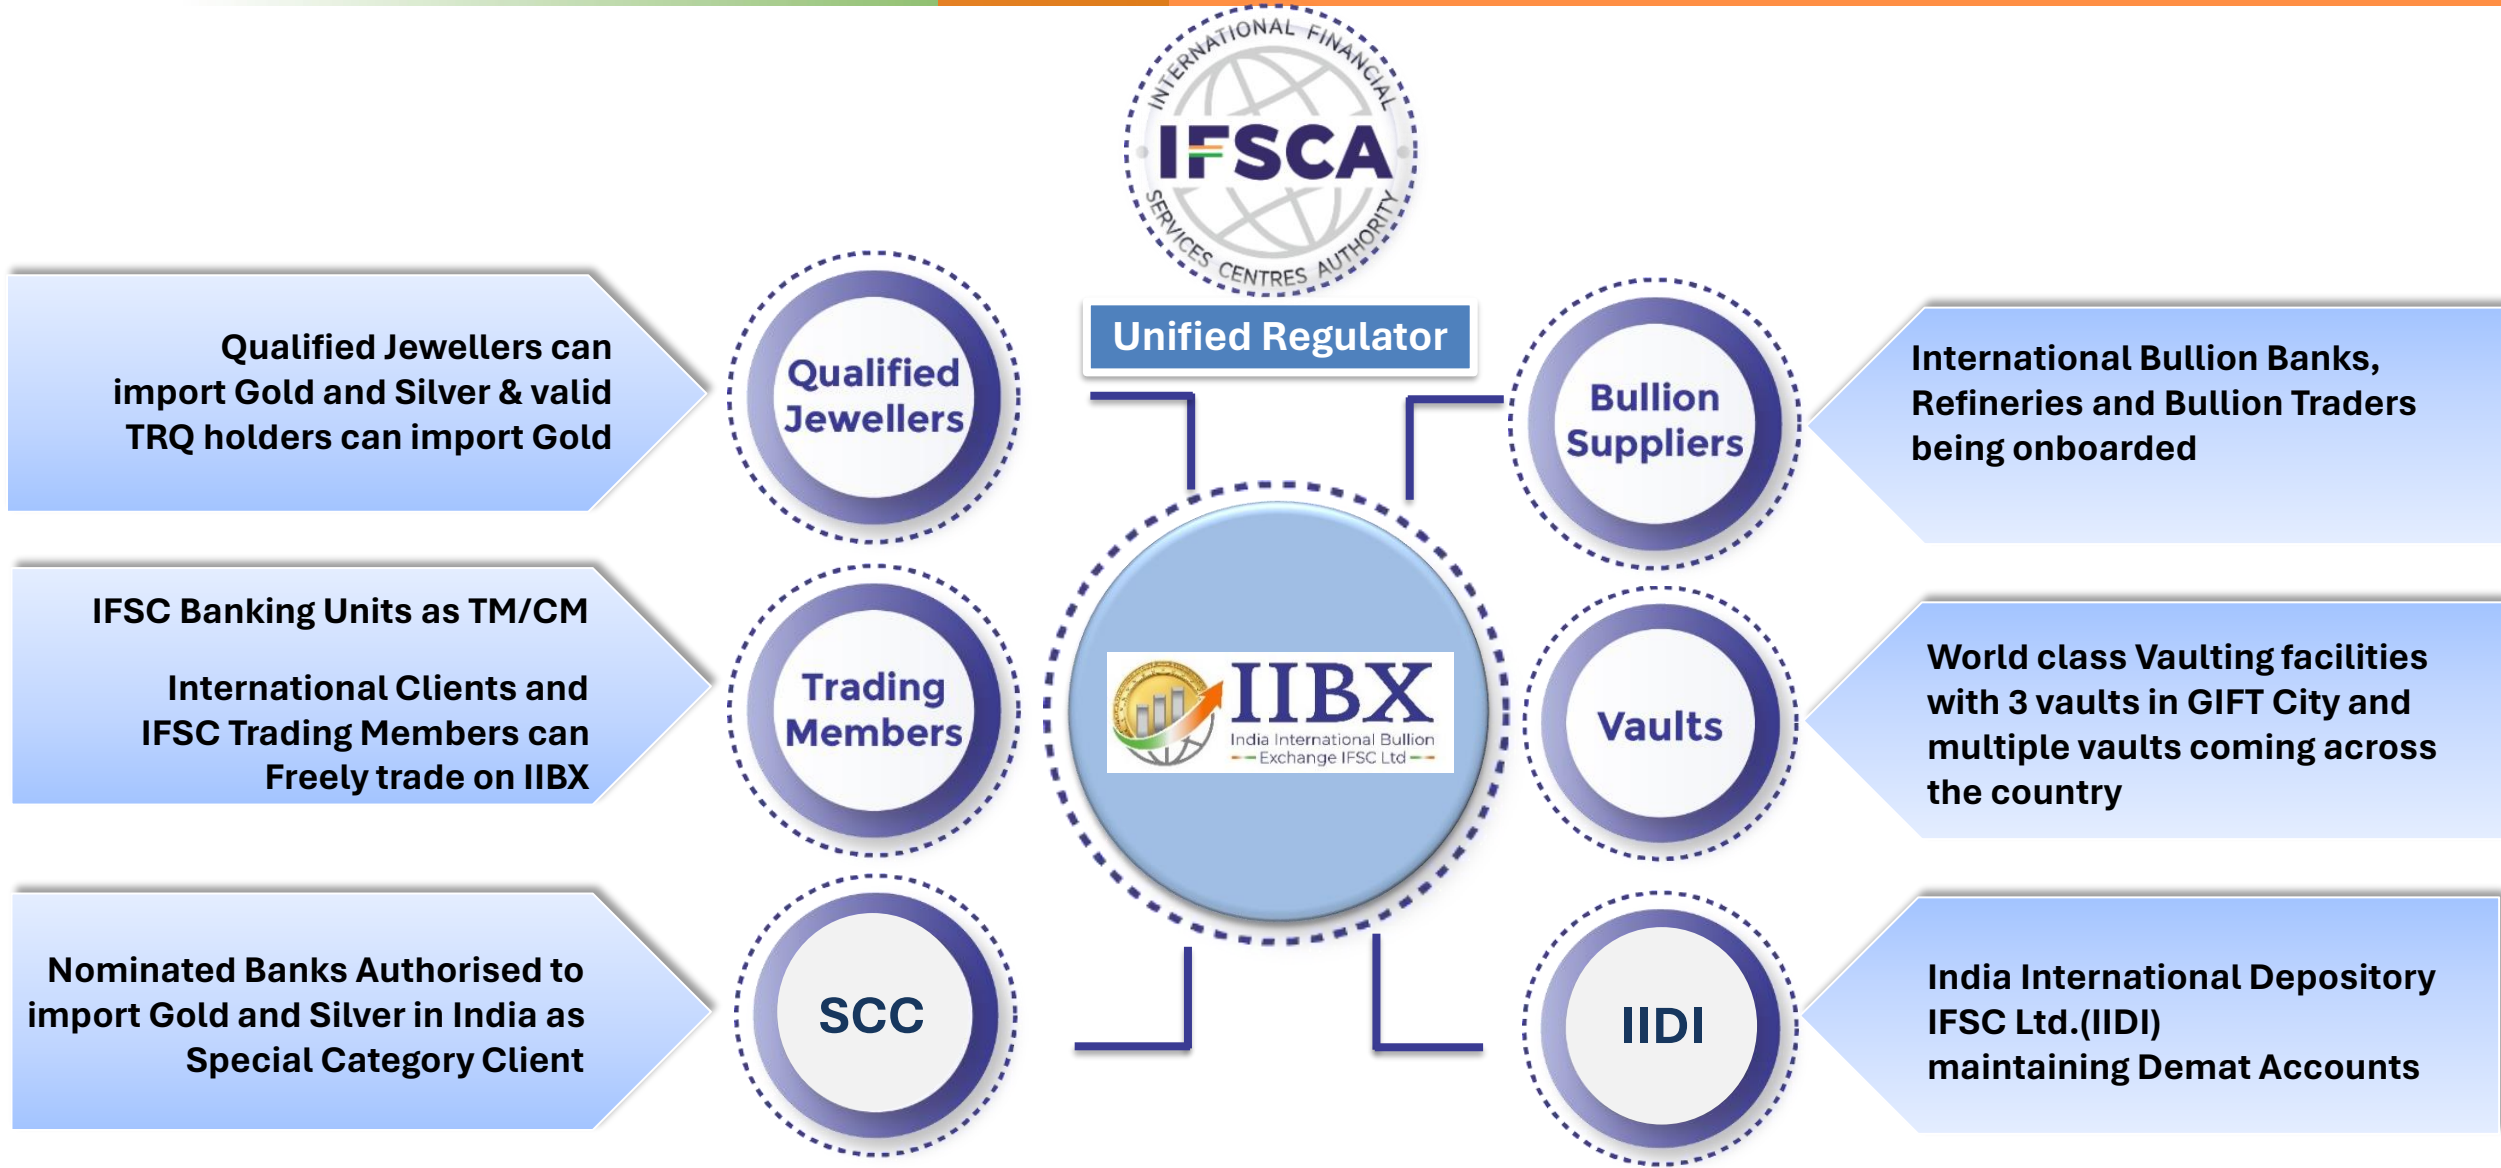 INTERNATIONAL FINANCIAL
IFSCA
SERVICES CENTRES AUTHORITY
Unified Regulator
Qualified Jewellers can
import Gold and Silver & valid
TRQ holders can import Gold
Qualified
Jewellers
Bullion
Suppliers
International Bullion Banks,
Refineries and Bullion Traders
being onboarded
IFSC Banking Units as TM/CM
International Clients and
IFSC Trading Members can
Freely trade on IIBX
Trading
Members
IIBX
India International Bullion
Exchange IFSC Ltd
Vaults
World class Vaulting facilities
with 3 vaults in GIFT City and
multiple vaults coming across
the country
Nominated Banks Authorised to
import Gold and Silver in India as
Special Category Client
SCC
IIDI
India International Depository
IFSC Ltd.(IIDI)
maintaining Demat Accounts